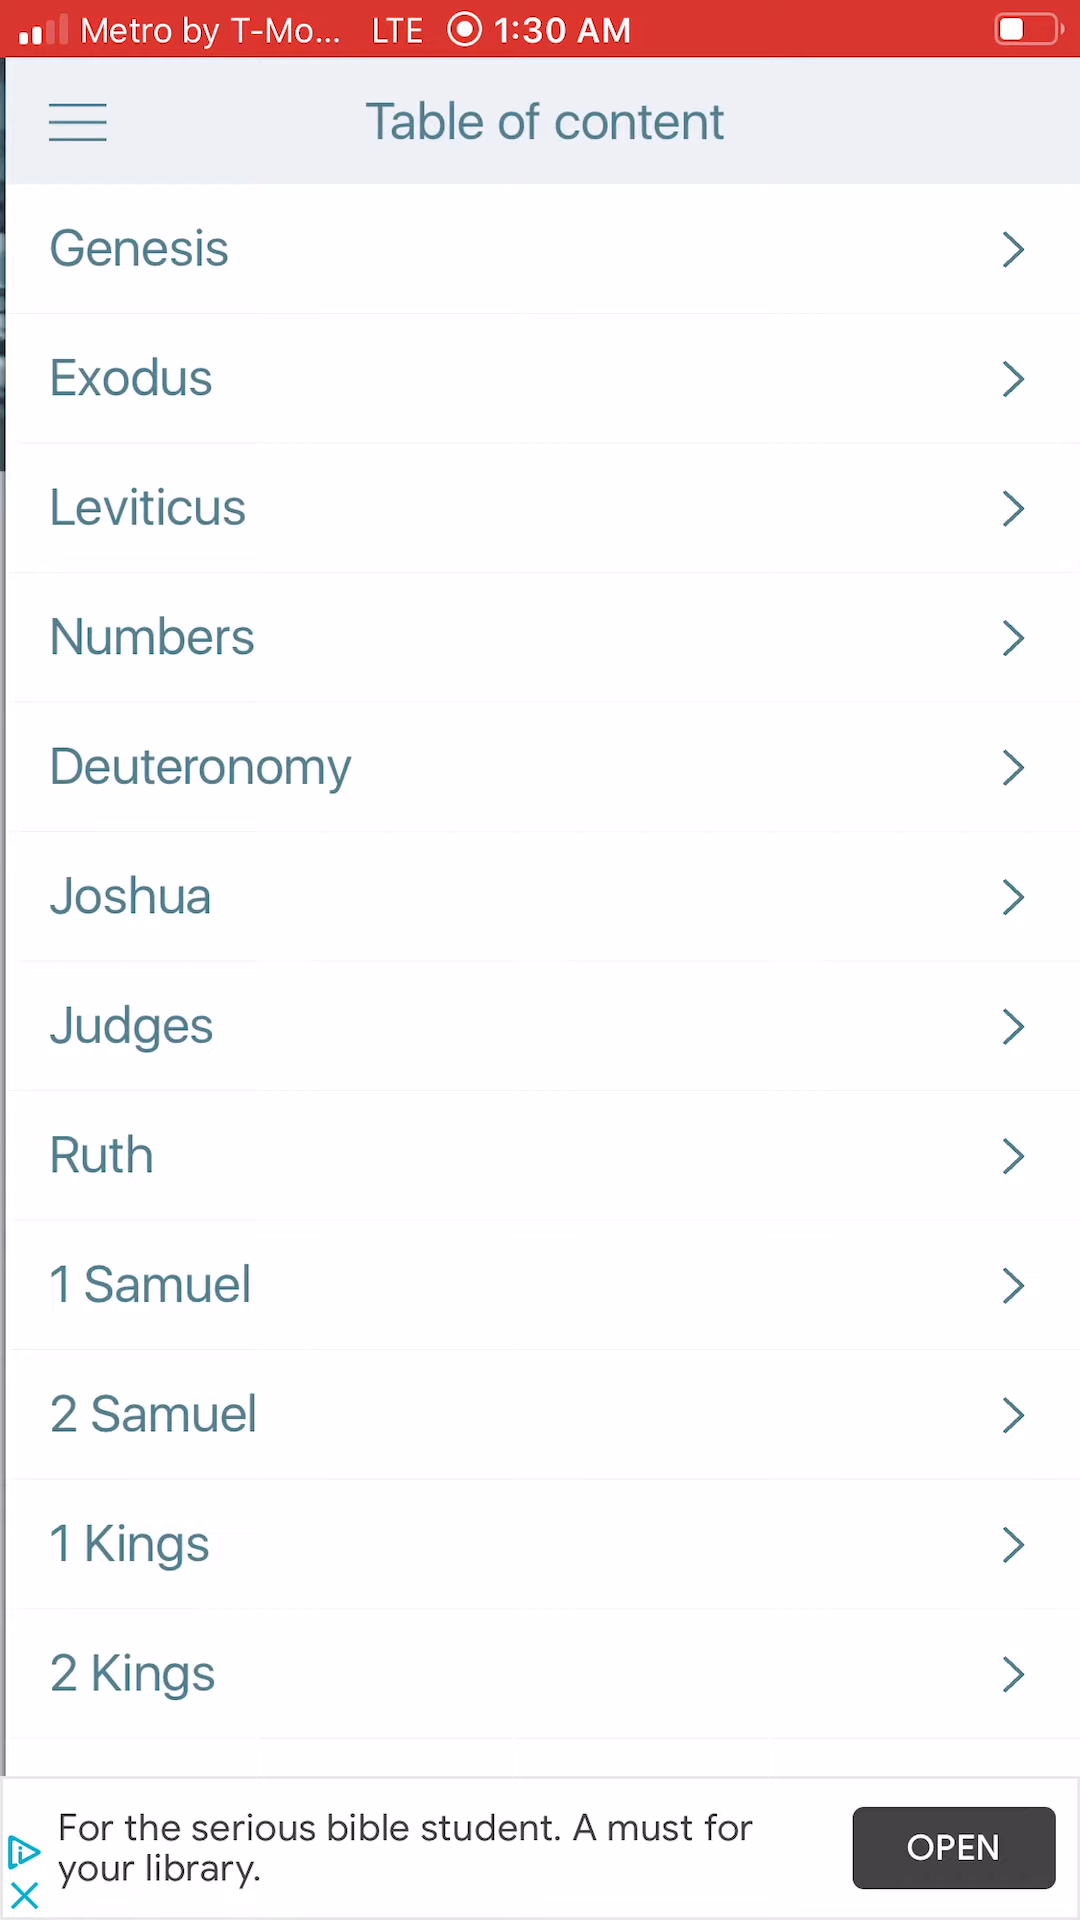 Metro by T-Mo... LTE 1:30 AM
Table of content
Genesis
Exodus
Leviticus
Numbers
Deuteronomy
Joshua
Judges
Ruth
1 Samuel
2 Samuel
1 Kings
2 Kings
For the serious bible student. A must for
your library.
OPEN